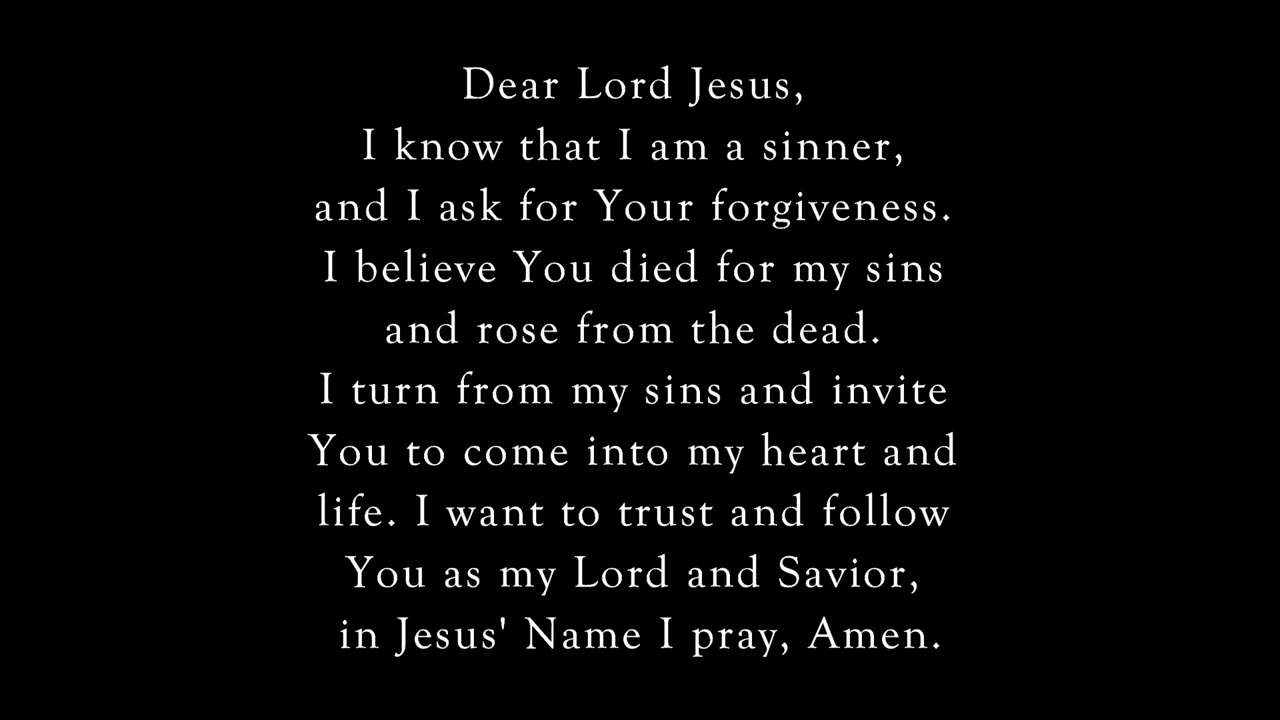 Dear Lord Jesus,
I know that I am a sinner,
and I ask for Your forgiveness.
I believe You died for my sins
and rose from the dead.
I turn from my sins and invite
You to come into my heart and
life. I want to trust and follow
You as my Lord and Savior,
in Jesus' Name I pray, Amen.